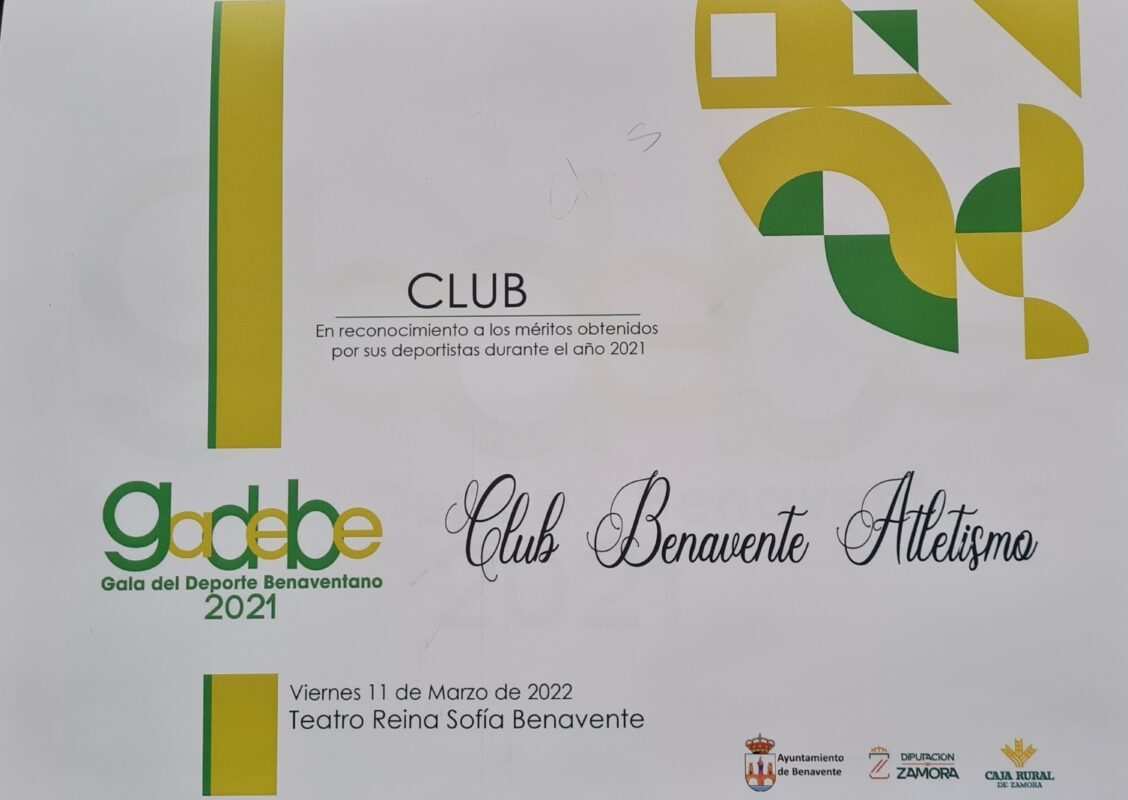 CLUB
En reconocimiento a los méritos obtenidos
por sus deportistas durante el año 2021
gadebe
Gala del Deporte Benaventano
2021
Club Benavente Atletismo
Viernes 11 de Marzo de 2022
Teatro Reina Sofía Benavente
Ayuntamiento
de Benavente
DIPUTACIÓN
DE
ZAMORA
CAJA RURAL
DE ZAMORA